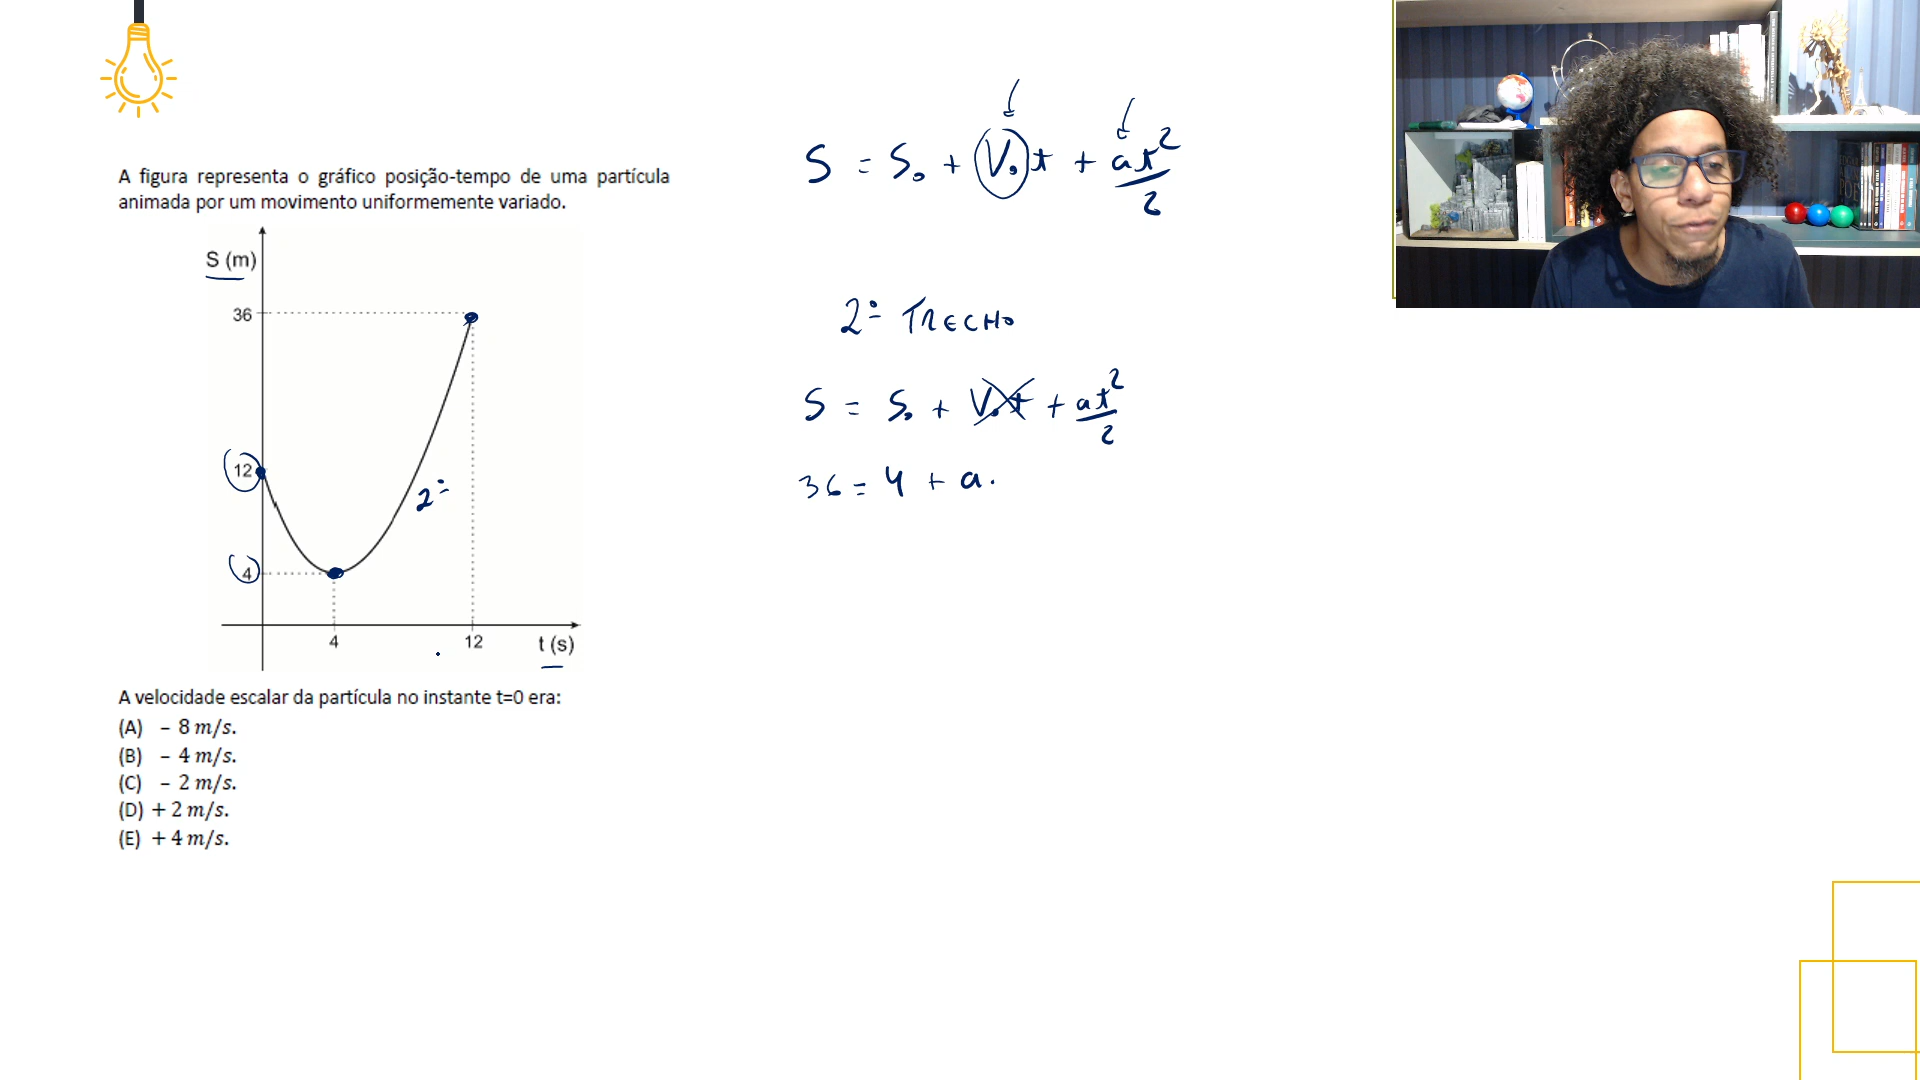 A figura representa o gráfico posição-tempo de uma partícula
animada por um movimento uniformemente variado.
S (m)
36
12
4
2º
4
12
t (s)
A velocidade escalar da partícula no instante t=0 era:
(A) – 8 m/s.
(B) – 4 m/s.
(C) – 2 m/s.
(D) + 2 m/s.
(E) + 4 m/s.
S = S₀ + V₀t + at²/2
2º TRECHO
S = S₀ + V₀t + at²/2
36 = 4 + a.